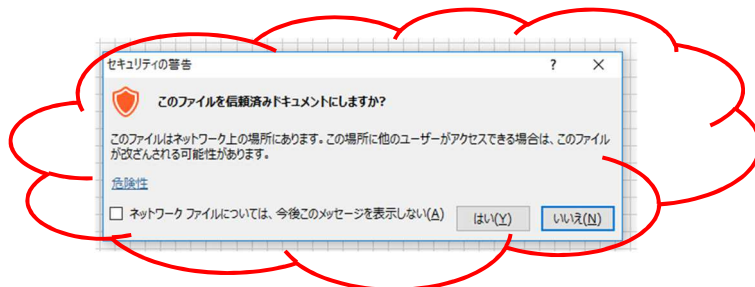 セキュリティの警告 ?
このファイルを信頼済みドキュメントにしますか?
このファイルはネットワーク上の場所にあります。この場所に他のユーザーがアクセスできる場合は、このファイル
が改ざんされる可能性があります。
危険性
ネットワーク ファイルについては、今後このメッセージを表示しない(A) はい(Y) いいえ(N)